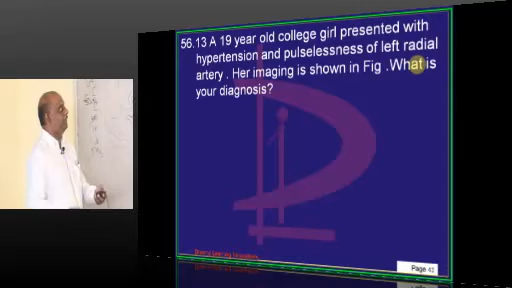 56.13 A 19 year old college girl presented with
hypertension and pulselessness of left radial
artery . Her imaging is shown in Fig .What is
your diagnosis?
Page 43